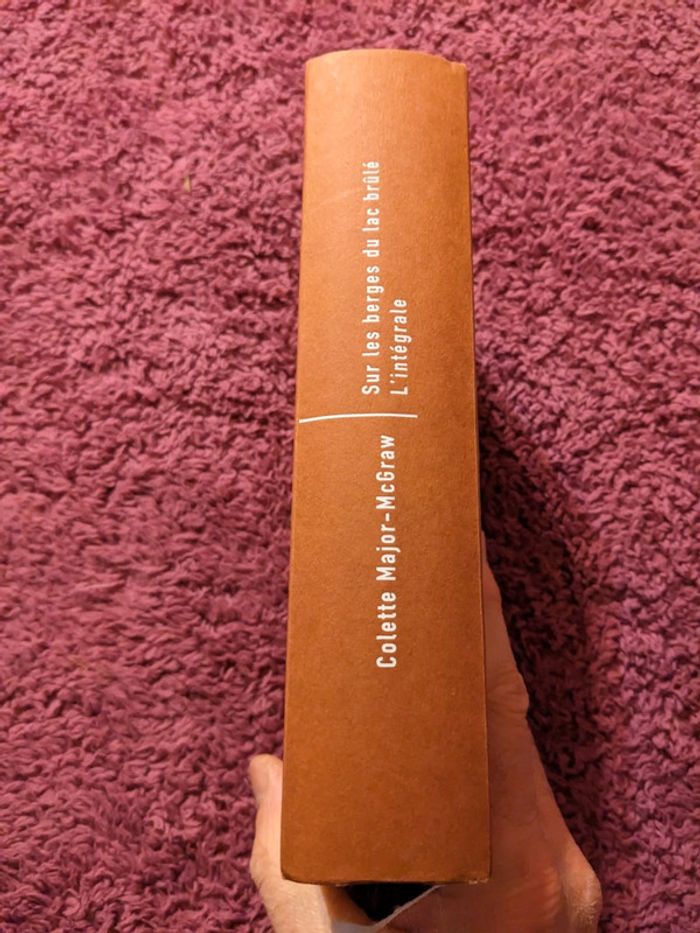 Colette Major-McGraw
Sur les berges du lac brûlé
L'intégrale